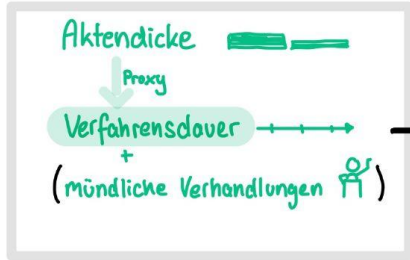 Aktendicke
Proxy
Verfahrensdauer
+
(mündliche Verhandlungen)